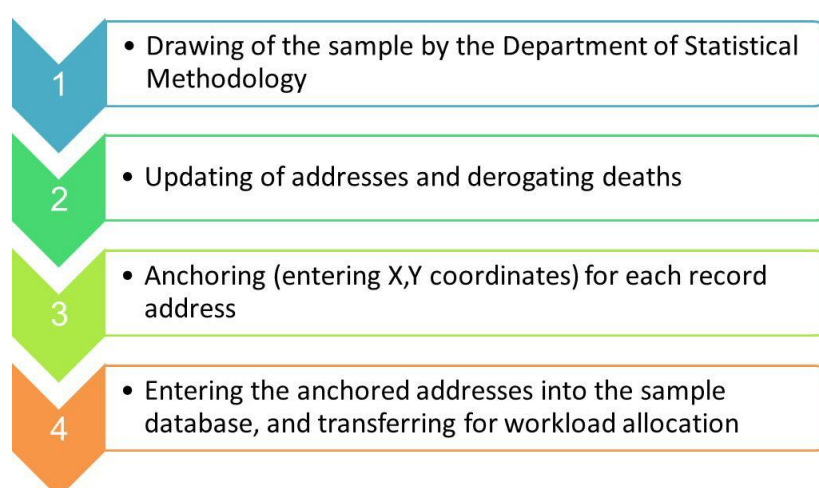 1
• Drawing of the sample by the Department of Statistical
Methodology
2
• Updating of addresses and derogating deaths
3
• Anchoring (entering X,Y coordinates) for each record
address
4
• Entering the anchored addresses into the sample
database, and transferring for workload allocation